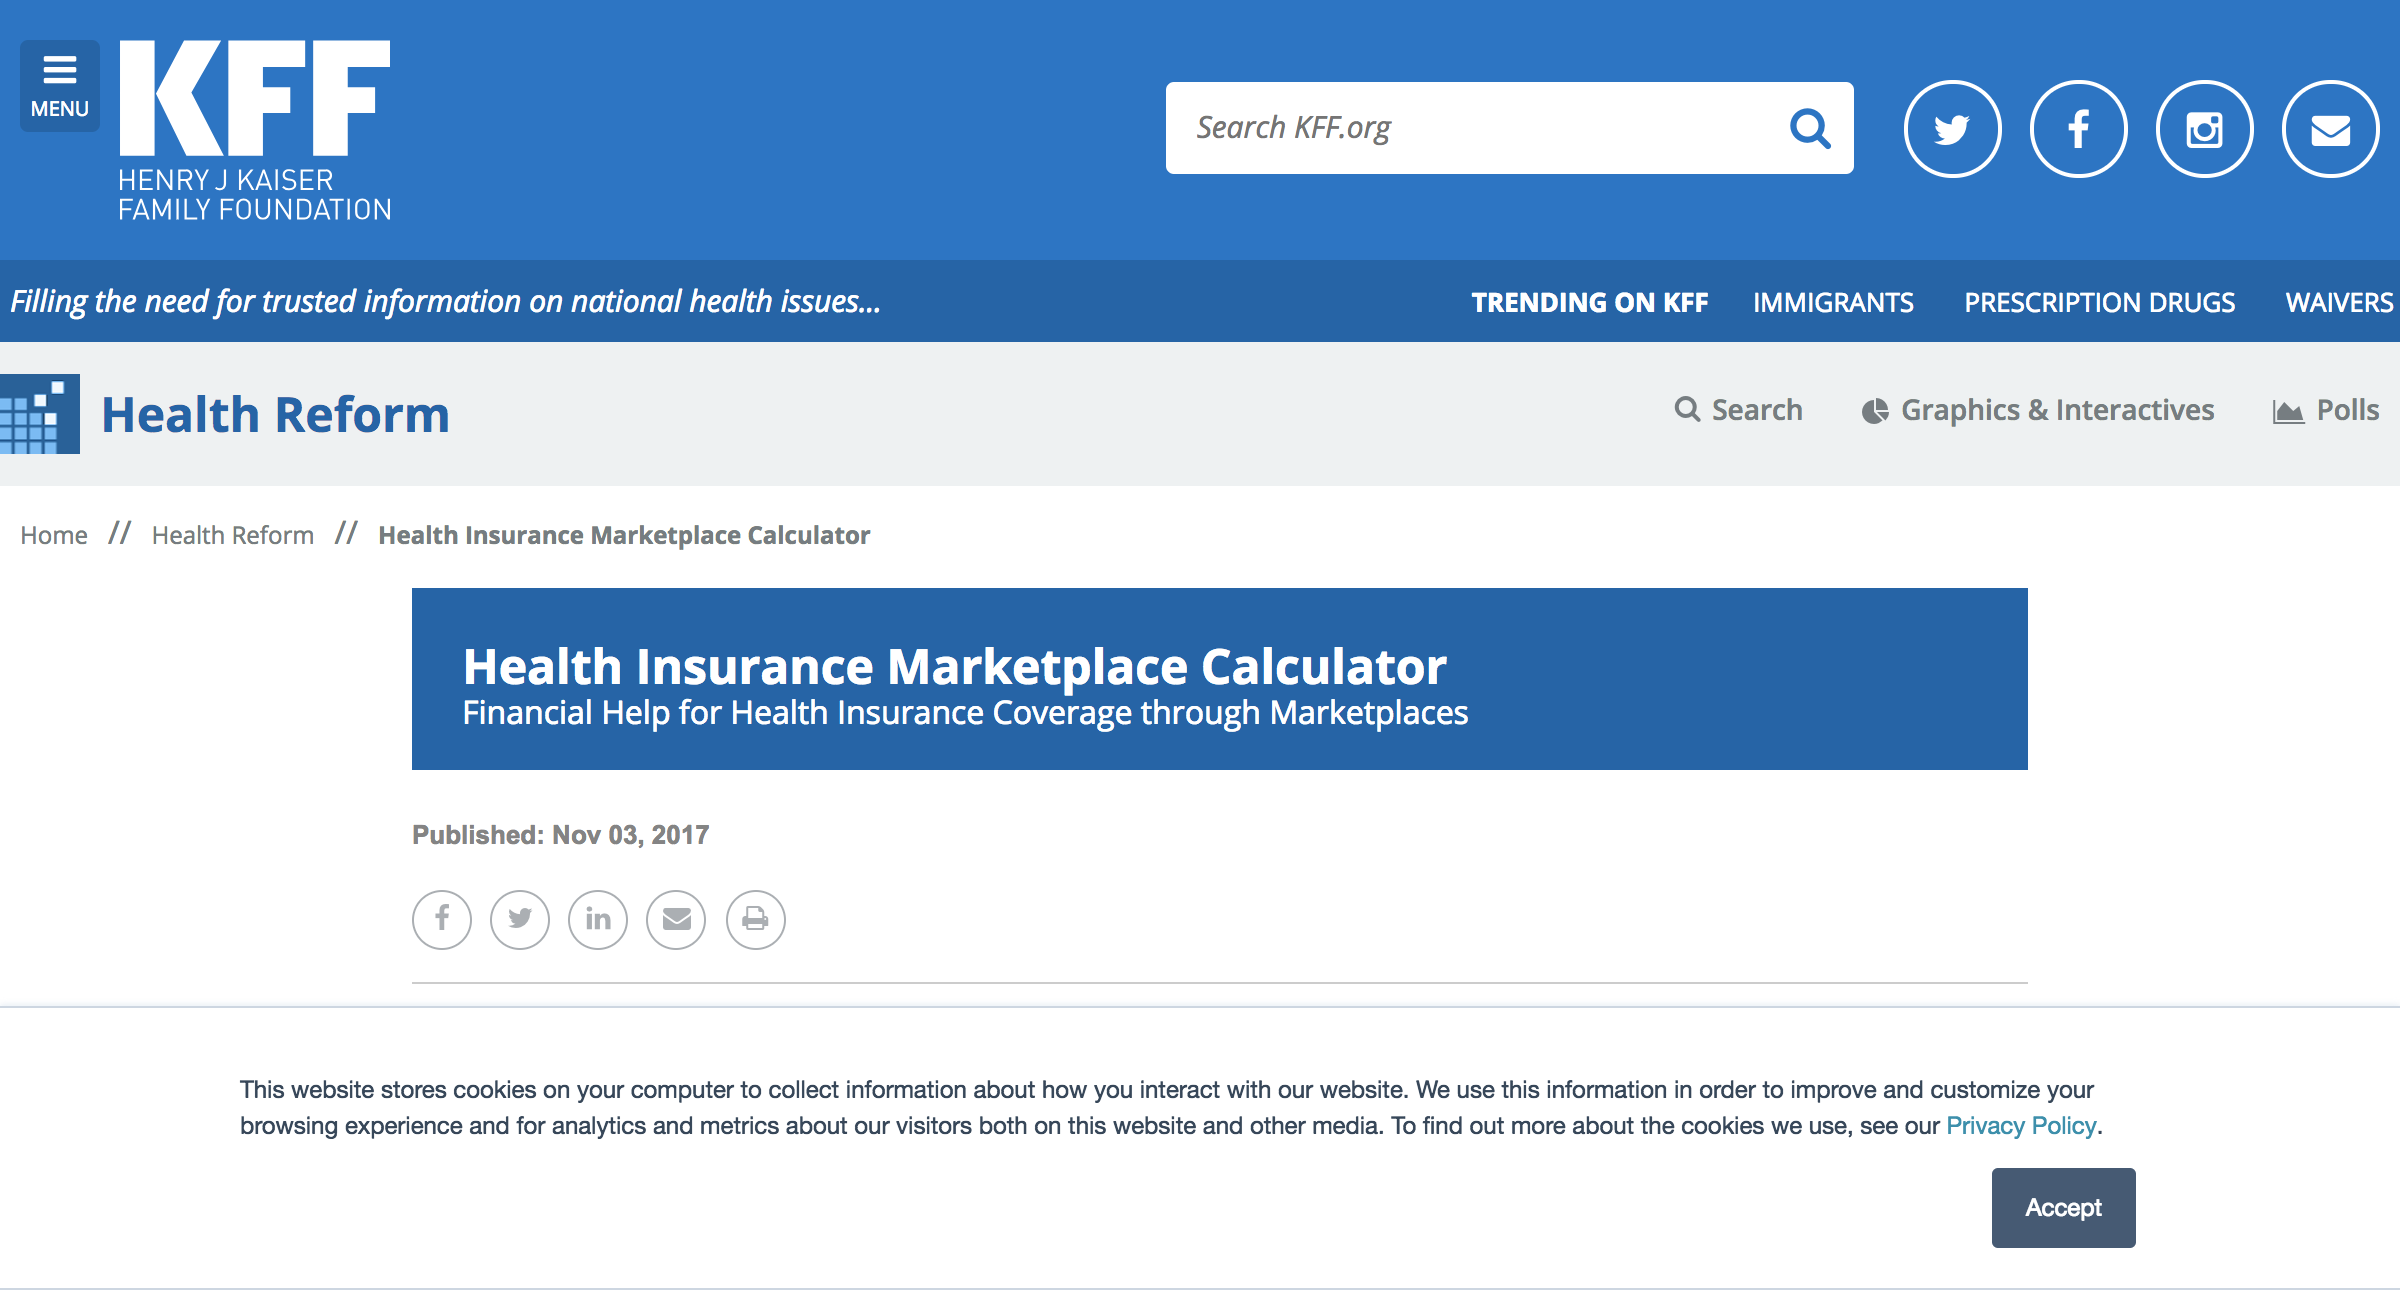 MENU
KFF
HENRY J KAISER
FAMILY FOUNDATION
Search KFF.org
Filling the need for trusted information on national health issues...
TRENDING ON KFF IMMIGRANTS PRESCRIPTION DRUGS WAIVERS
Health Reform
Search Graphics & Interactives Polls
Home // Health Reform // Health Insurance Marketplace Calculator
Health Insurance Marketplace Calculator
Financial Help for Health Insurance Coverage through Marketplaces
Published: Nov 03, 2017
This website stores cookies on your computer to collect information about how you interact with our website. We use this information in order to improve and customize your
browsing experience and for analytics and metrics about our visitors both on this website and other media. To find out more about the cookies we use, see our Privacy Policy.
Accept